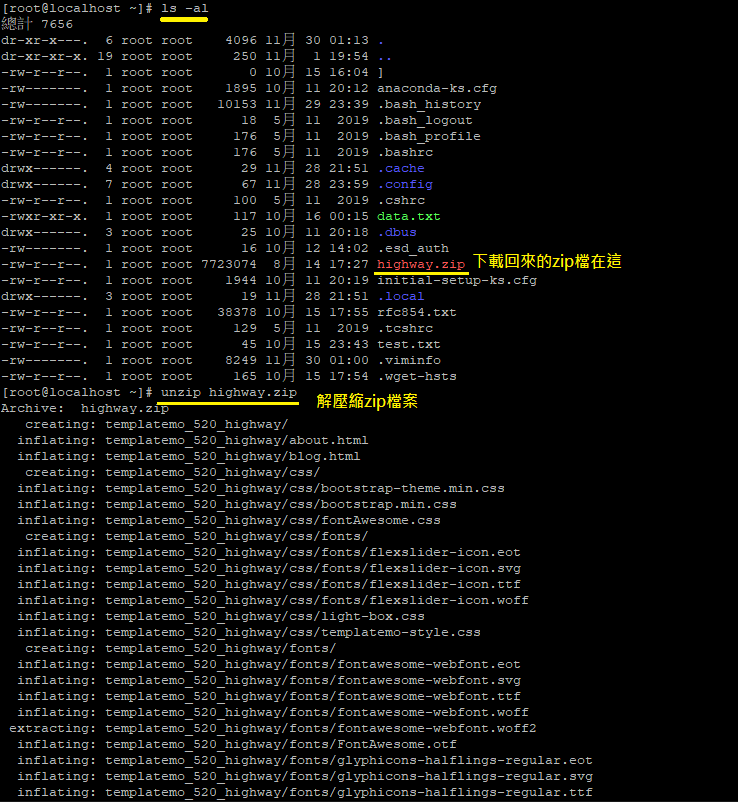 [root@localhost ~]# ls -al
總計 7656
dr-xr-x---.  6 root root    4096 11月 30 01:13 .
dr-xr-xr-x. 19 root root     250 11月  1 19:54 ..
-rw-r--r--.  1 root root       0 10月 15 16:04 ]
-rw-------.  1 root root    1895 10月 11 20:12 anaconda-ks.cfg
-rw-------.  1 root root   10153 11月 29 23:39 .bash_history
-rw-r--r--.  1 root root      18  5月 11  2019 .bash_logout
-rw-r--r--.  1 root root     176  5月 11  2019 .bash_profile
-rw-r--r--.  1 root root     176  5月 11  2019 .bashrc
drwx------.  4 root root      29 11月 28 21:51 .cache
drwx------.  7 root root      67 11月 28 23:59 .config
-rw-r--r--.  1 root root     100  5月 11  2019 .cshrc
-rwxr-xr-x.  1 root root     117 10月 16 00:15 data.txt
drwx------.  3 root root      25 10月 11 20:18 .dbus
-rw-------.  1 root root      16 10月 12 14:02 .esd_auth
-rw-r--r--.  1 root root 7723074  8月 14 17:27 highway.zip 下載回來的zip檔在這
-rw-r--r--.  1 root root    1944 10月 11 20:19 initial-setup-ks.cfg
drwx------.  3 root root      19 11月 28 21:51 .local
-rw-r--r--.  1 root root   38378 10月 15 17:55 rfc854.txt
-rw-r--r--.  1 root root     129  5月 11  2019 .tcshrc
-rw-r--r--.  1 root root      45 10月 15 23:43 test.txt
-rw-------.  1 root root    8249 11月 30 01:00 .viminfo
-rw-r--r--.  1 root root     165 10月 15 17:54 .wget-hsts
[root@localhost ~]# unzip highway.zip 解壓縮zip檔案
Archive:  highway.zip
   creating: templatemo_520_highway/
  inflating: templatemo_520_highway/about.html
  inflating: templatemo_520_highway/blog.html
   creating: templatemo_520_highway/css/
  inflating: templatemo_520_highway/css/bootstrap-theme.min.css
  inflating: templatemo_520_highway/css/bootstrap.min.css
  inflating: templatemo_520_highway/css/fontAwesome.css
   creating: templatemo_520_highway/css/fonts/
  inflating: templatemo_520_highway/css/fonts/flexslider-icon.eot
  inflating: templatemo_520_highway/css/fonts/flexslider-icon.svg
  inflating: templatemo_520_highway/css/fonts/flexslider-icon.ttf
  inflating: templatemo_520_highway/css/fonts/flexslider-icon.woff
  inflating: templatemo_520_highway/css/light-box.css
  inflating: templatemo_520_highway/css/templatemo-style.css
   creating: templatemo_520_highway/fonts/
  inflating: templatemo_520_highway/fonts/fontawesome-webfont.eot
  inflating: templatemo_520_highway/fonts/fontawesome-webfont.svg
  inflating: templatemo_520_highway/fonts/fontawesome-webfont.ttf
  inflating: templatemo_520_highway/fonts/fontawesome-webfont.woff
 extracting: templatemo_520_highway/fonts/fontawesome-webfont.woff2
  inflating: templatemo_520_highway/fonts/FontAwesome.otf
  inflating: templatemo_520_highway/fonts/glyphicons-halflings-regular.eot
  inflating: templatemo_520_highway/fonts/glyphicons-halflings-regular.svg
  inflating: templatemo_520_highway/fonts/glyphicons-halflings-regular.ttf